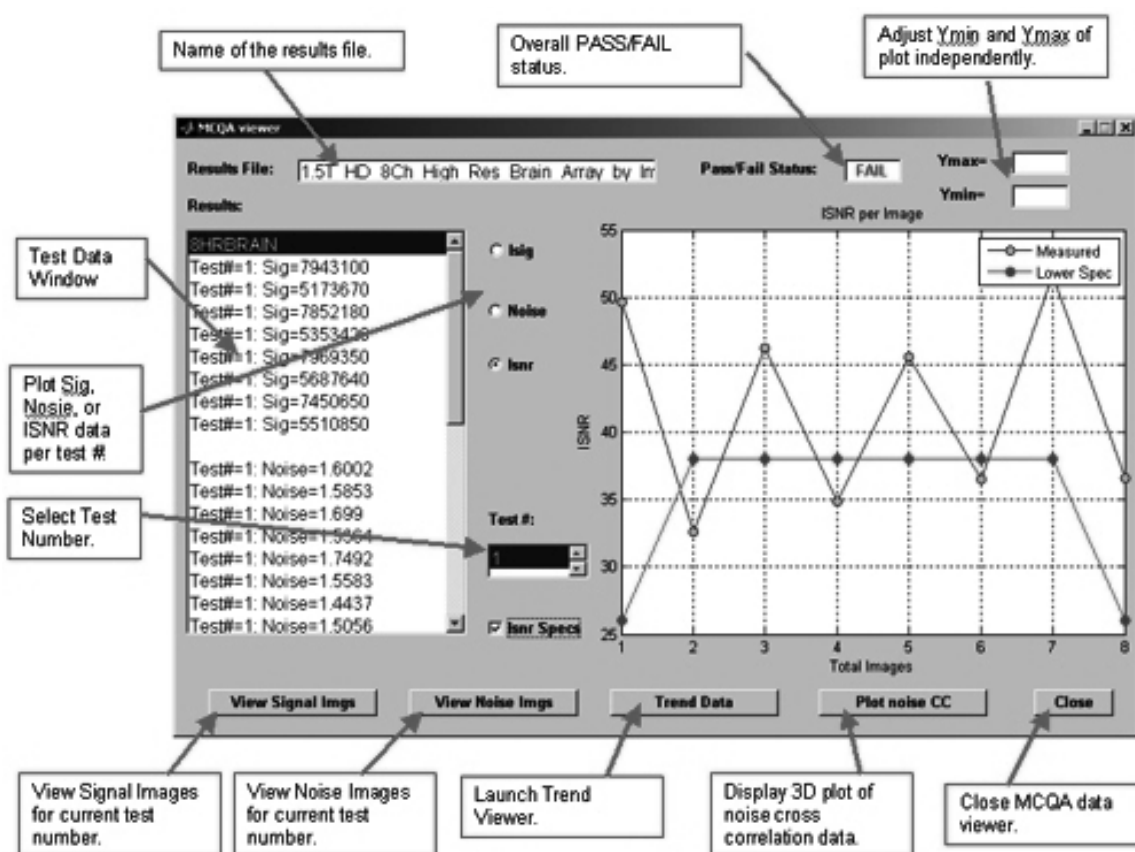 Name of the results file.
Overall PASS/FAIL
status.
Adjust Ymin and Ymax of
plot independently.
MCQA viewer
Results File:
1.5T HD 8Ch High Res Brain Array by Im
Pass/Fail Status:
FAIL
Ymax=
Ymin=
Results:
8HRBRAIN
Test#=1: Sig=7943100
Test#=1: Sig=5173670
Test#=1: Sig=7852180
Test#=1: Sig=5353428
Test#=1: Sig=7969350
Test#=1: Sig=5687640
Test#=1: Sig=7450650
Test#=1: Sig=5510850
Test#=1: Noise=1.6002
Test#=1: Noise=1.5853
Test#=1: Noise=1.699
Test#=1:
Test#=1: Noise=1.7492
Test#=1: Noise=1.5583
Test#=1: Noise=1.4437
Test#=1: Noise=1.5056
Isig
Noise
Isnr
Test #:
1
Isnr Specs
ISNR per Image
Measured
Lower Spec
55
50
45
40
35
30
25
ISNR
1 2 3 4 5 6 7 8
Total Images
View Signal Imgs
View Noise Imgs
Trend Data
Plot noise CC
Close
Test Data
Window
Plot Sig,
Nosie, or
ISNR data
per test #.
Select Test
Number.
View Signal Images
for current test
number.
View Noise Images
for current test
number.
Launch Trend
Viewer.
Display 3D plot of
noise cross
correlation data.
Close MCQA data
viewer.